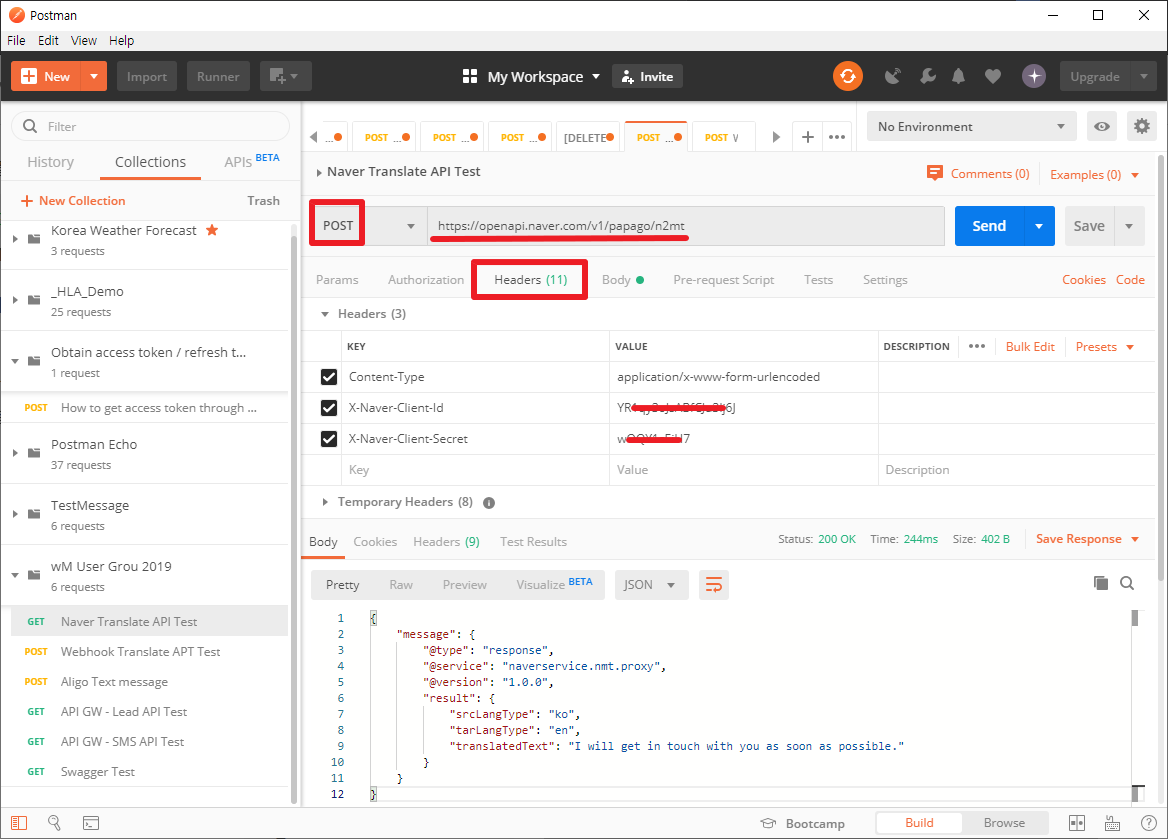 Postman
File Edit View Help
New Import Runner My Workspace Invite Upgrade
Filter
History Collections APIs BETA
New Collection Trash
Korea Weather Forecast
3 requests
_HLA_Demo
25 requests
Obtain access token / refresh t...
1 request
POST How to get access token through ...
Postman Echo
37 requests
TestMessage
6 requests
wM User Grou 2019
6 requests
GET Naver Translate API Test
POST Webhook Translate APT Test
POST Aligo Text message
GET API GW - Lead API Test
GET API GW - SMS API Test
GET Swagger Test
... POST ... POST ... POST ... [DELETE POST ... POST No Environment
Naver Translate API Test Comments (0) Examples (0)
POST https://openapi.naver.com/v1/papago/n2mt Send Save
Params Authorization Headers (11) Body Pre-request Script Tests Settings Cookies Code
Headers (3)
KEY VALUE DESCRIPTION Bulk Edit Presets
Content-Type application/x-www-form-urlencoded
X-Naver-Client-Id
X-Naver-Client-Secret
Key Value Description
Temporary Headers (8)
Body Cookies Headers (9) Test Results Status: 200 OK Time: 244ms Size: 402 B Save Response
Pretty Raw Preview Visualize BETA JSON
1 {
2 "message": {
3 "@type": "response",
4 "@service": "naverservice.nmt.proxy",
5 "@version": "1.0.0",
6 "result": {
7 "srcLangType": "ko",
8 "tarLangType": "en",
9 "translatedText": "I will get in touch with you as soon as possible."
10 }
11 }
12 }
Bootcamp Build Browse